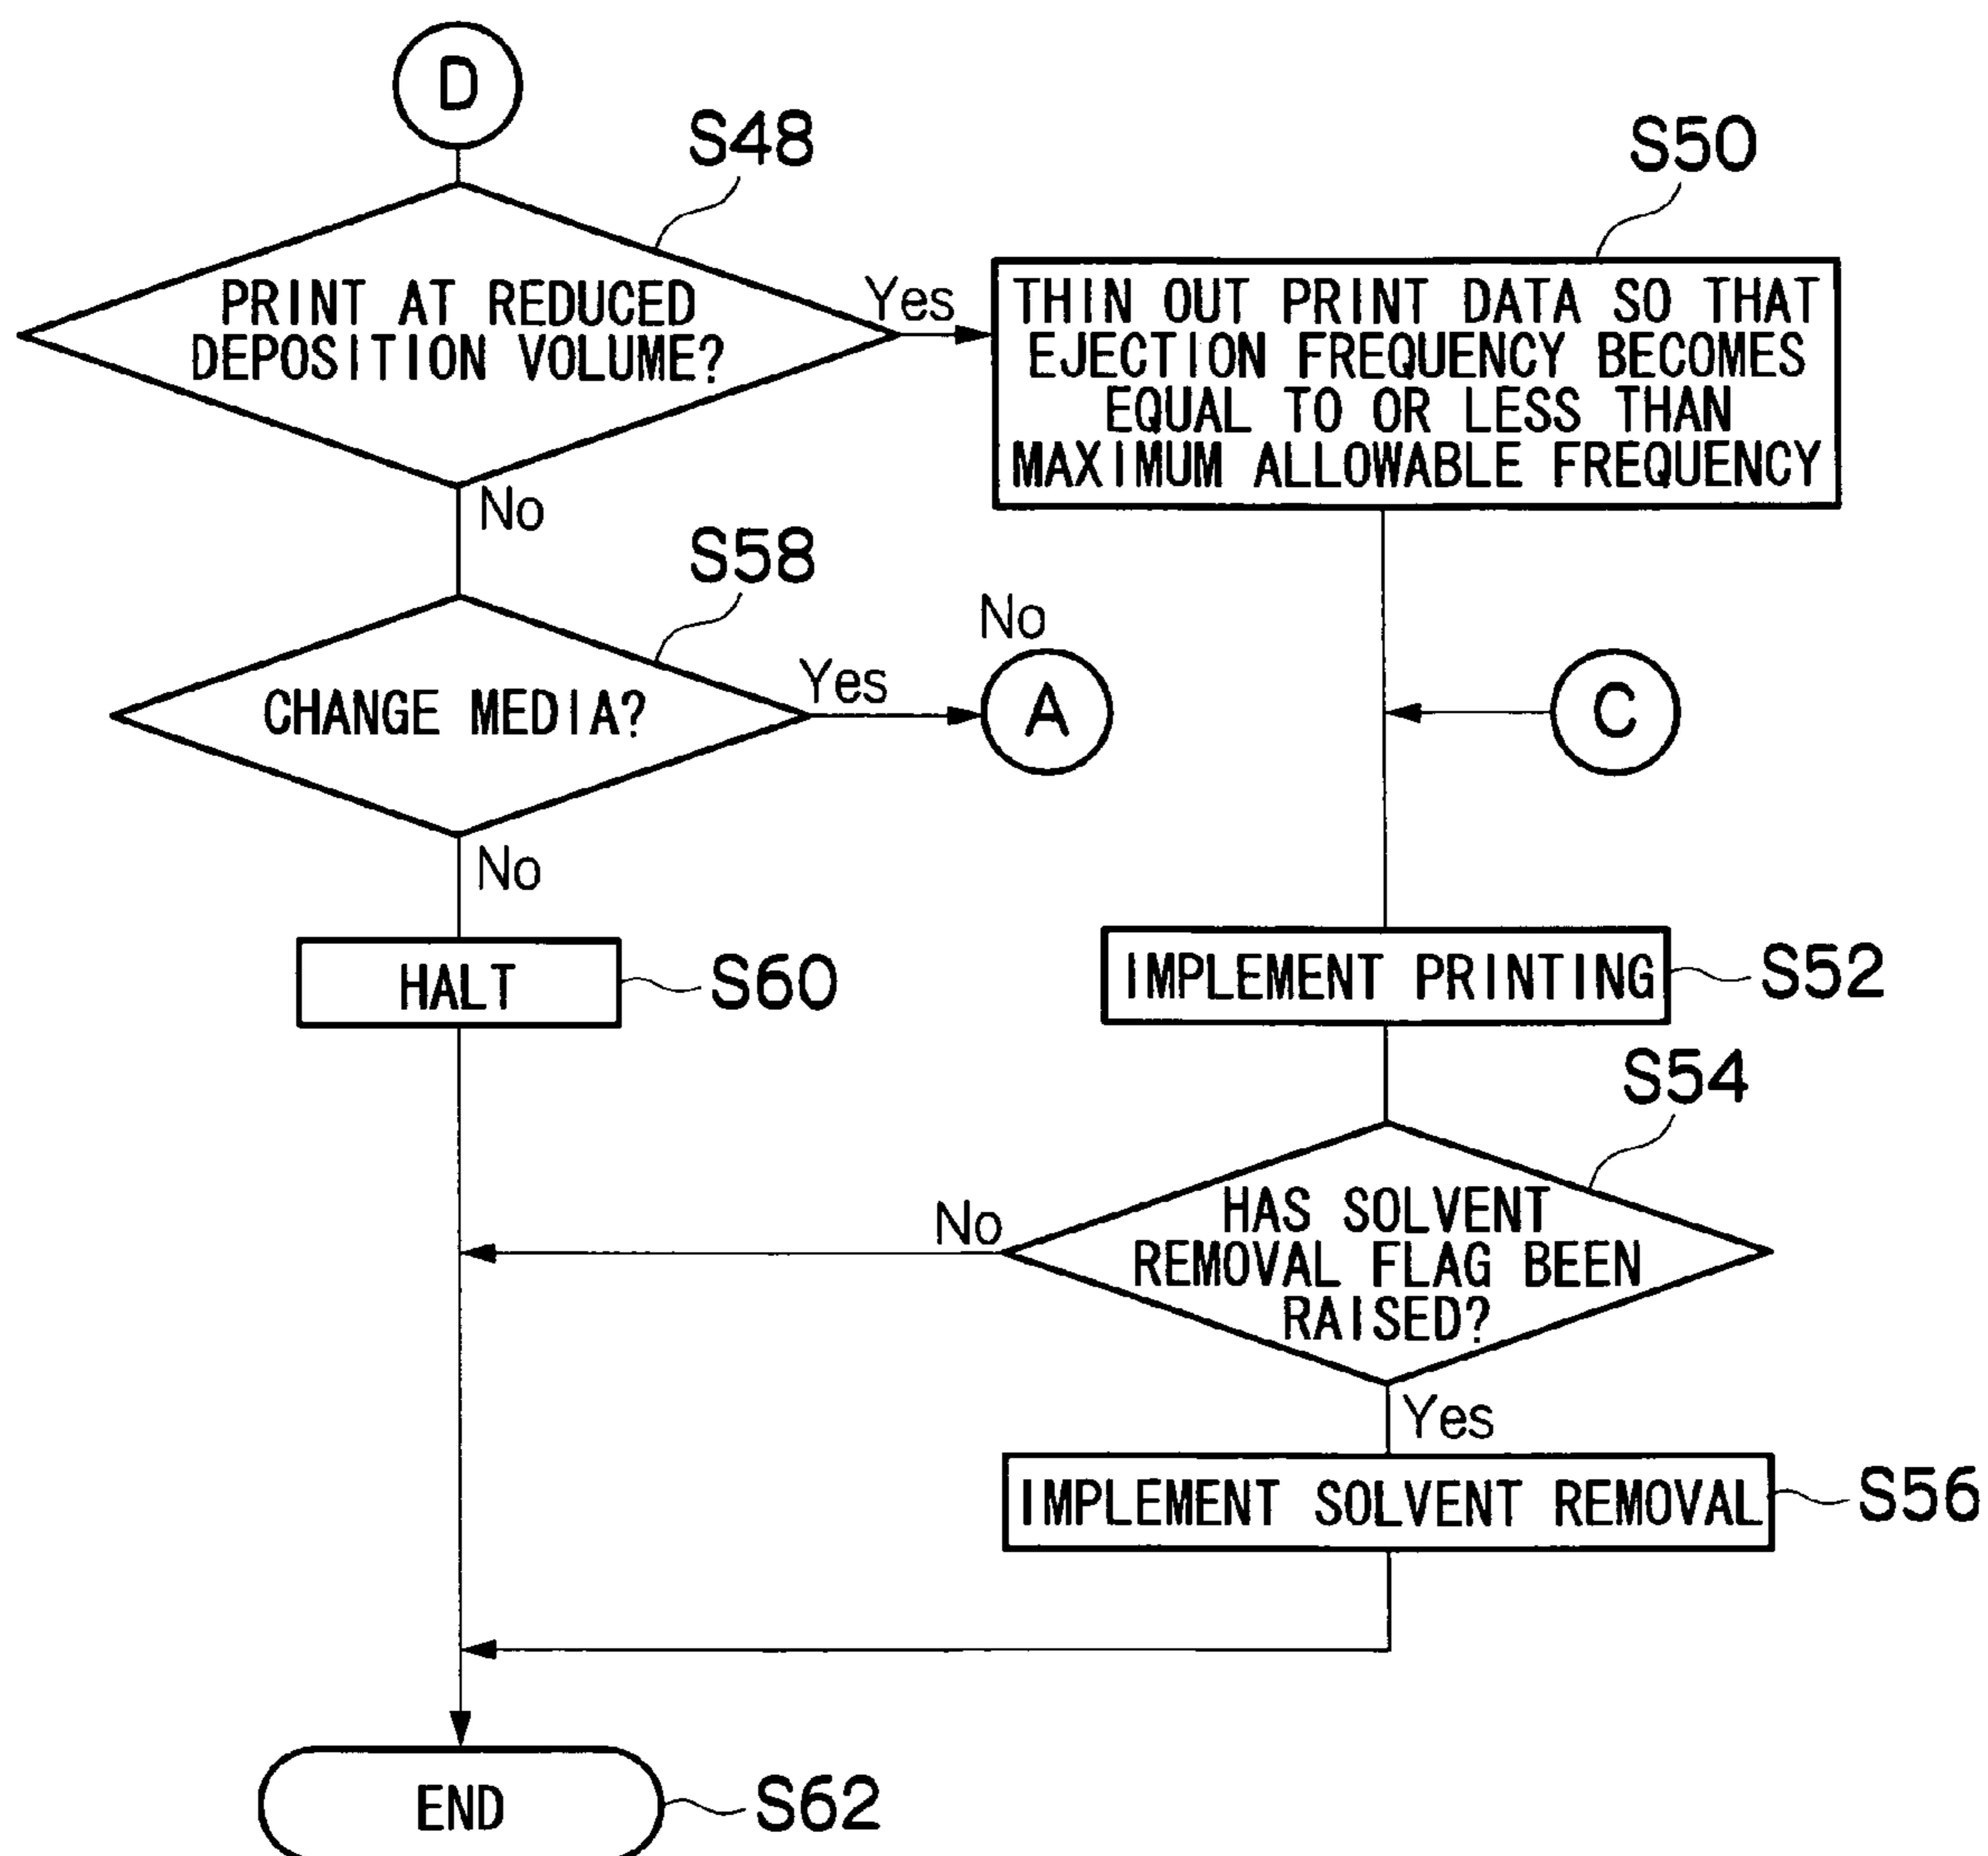 D
S48
PRINT AT REDUCED
DEPOSITION VOLUME?
Yes
No
S50
THIN OUT PRINT DATA SO THAT
EJECTION FREQUENCY BECOMES
EQUAL TO OR LESS THAN
MAXIMUM ALLOWABLE FREQUENCY
S58
CHANGE MEDIA?
Yes
No
A
C
No
HALT
S60
IMPLEMENT PRINTING
S52
S54
HAS SOLVENT
REMOVAL FLAG BEEN
RAISED?
No
Yes
IMPLEMENT SOLVENT REMOVAL
S56
END
S62